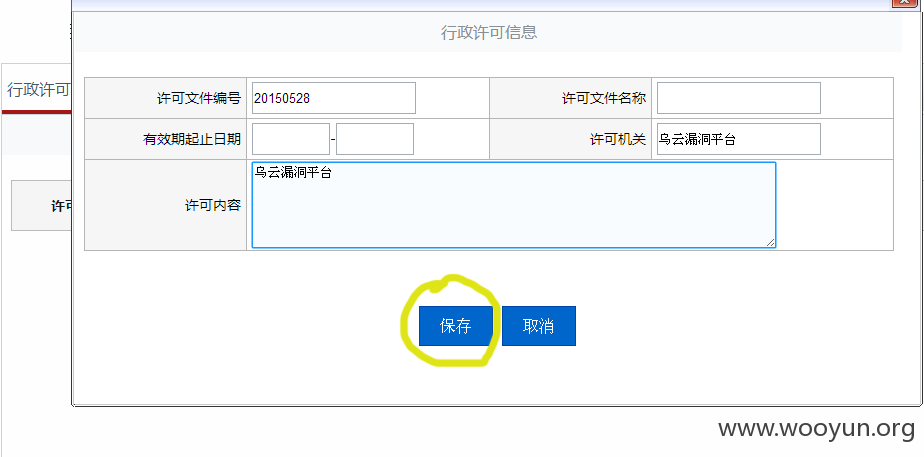 行政许可信息
行政许可
许可文件编号 20150528 许可文件名称
有效期起止日期 - 许可机关 乌云漏洞平台
乌云漏洞平台
许可内容
保存 取消
www.wooyun.org